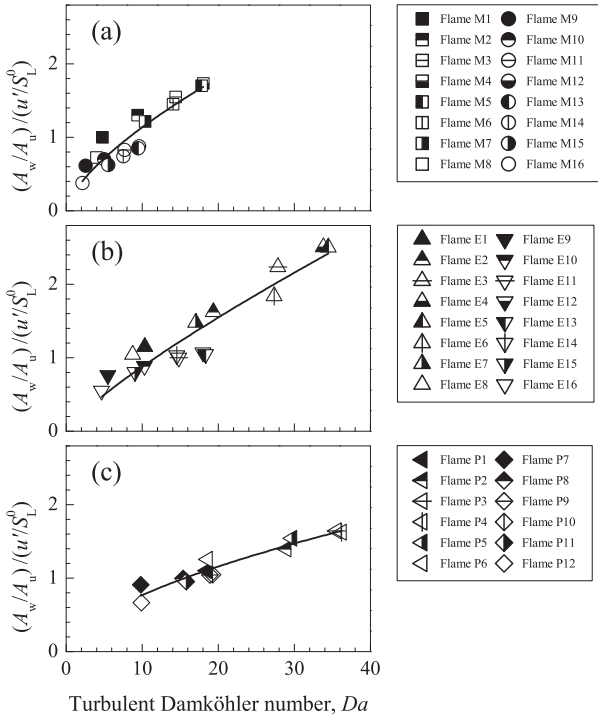 (a)
2
1
0
(A_w/A_u)/(u'/S_L^0)
Flame M1 Flame M9
Flame M2 Flame M10
Flame M3 Flame M11
Flame M4 Flame M12
Flame M5 Flame M13
Flame M6 Flame M14
Flame M7 Flame M15
Flame M8 Flame M16
(b)
2
1
0
(A_w/A_u)/(u'/S_L^0)
Flame E1 Flame E9
Flame E2 Flame E10
Flame E3 Flame E11
Flame E4 Flame E12
Flame E5 Flame E13
Flame E6 Flame E14
Flame E7 Flame E15
Flame E8 Flame E16
(c)
2
1
0
(A_w/A_u)/(u'/S_L^0)
Flame P1 Flame P7
Flame P2 Flame P8
Flame P3 Flame P9
Flame P4 Flame P10
Flame P5 Flame P11
Flame P6 Flame P12
0 10 20 30 40
Turbulent Damköhler number, Da